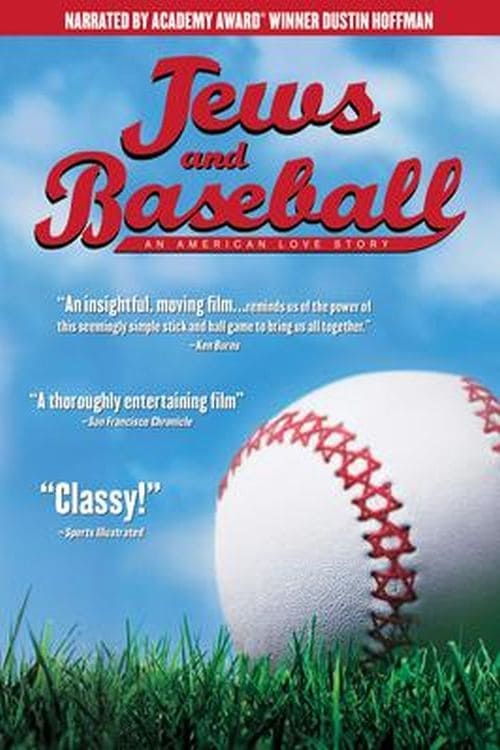 NARRATED BY ACADEMY AWARD® WINNER DUSTIN HOFFMAN
Jews
and
Baseball
AN AMERICAN LOVE STORY
"An insightful, moving film...reminds us of the power of
this seemingly simple stick and ball game to bring us all together."
~Ken Burns
"A thoroughly entertaining film"
~San Francisco Chronicle
"Classy!"
~Sports Illustrated